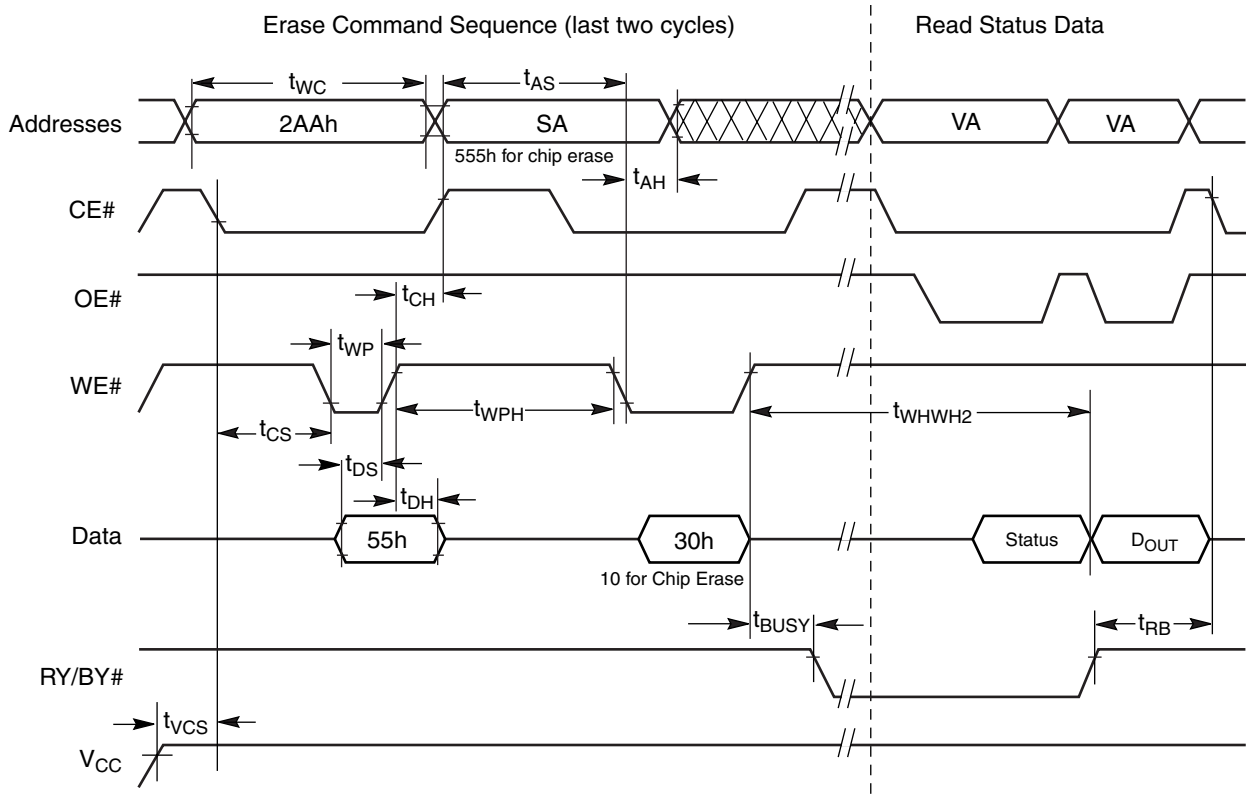 Erase Command Sequence (last two cycles) Read Status Data
tWC tAS
Addresses 2AAh SA VA VA
555h for chip erase
tAH
CE#
OE# tCH
tWP
WE#
tWPH tWHWH2
tCS
tDS
tDH
Data 55h 30h Status DOUT
10 for Chip Erase
tBUSY tRB
RY/BY#
tVCS
VCC